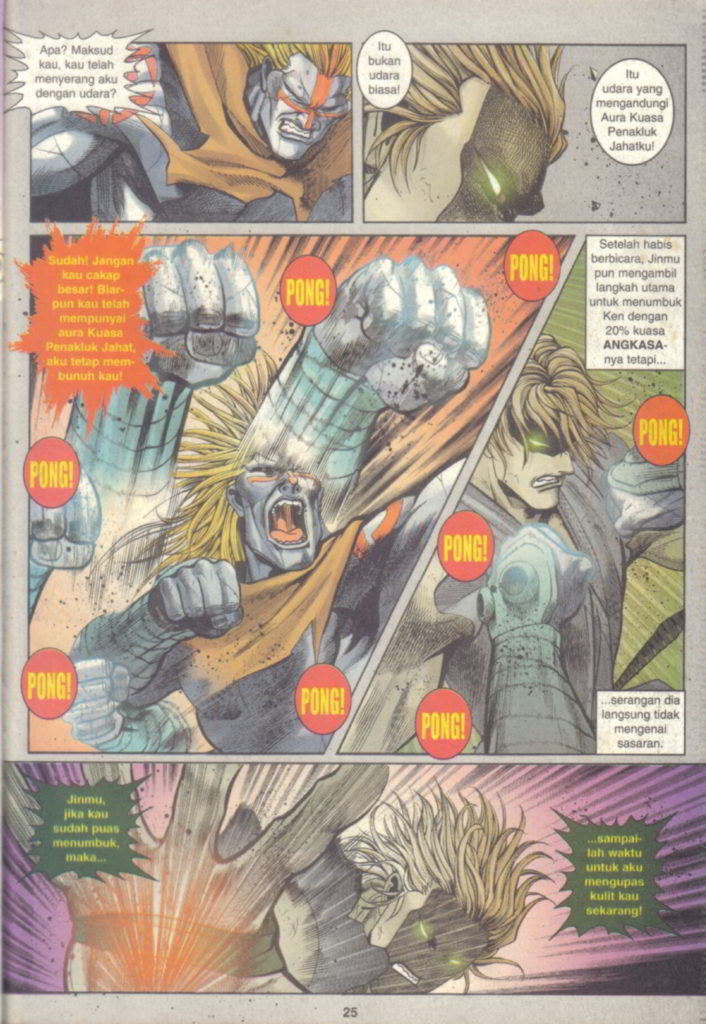 Apa? Maksud
kau, kau telah
menyerang aku
dengan udara?
Itu
bukan
udara
biasa!
Itu
udara yang
mengandungi
Aura Kuasa
Penakluk
Jahatku!
Sudah! Jangan
kau cakap
besar! Biar-
pun kau telah
mempunyai
aura Kuasa
Penakluk Jahat,
aku tetap mem-
bunuh kau!
PONG!
PONG!
PONG!
PONG!
PONG!
Setelah habis
berbicara, Jinmu
pun mengambil
langkah utama
untuk menumbuk
Keri dengan
20% kuasa
ANGKASA-
nya tetapi...
PONG!
PONG!
PONG!
...serangan dia
langsung tidak
mengenai
sasaran.
Jinmu,
jika kau
sudah puas
menumbuk,
maka...
...sampai-
lah waktu
untuk aku
mengupas
kulit kau
sekarang!
25